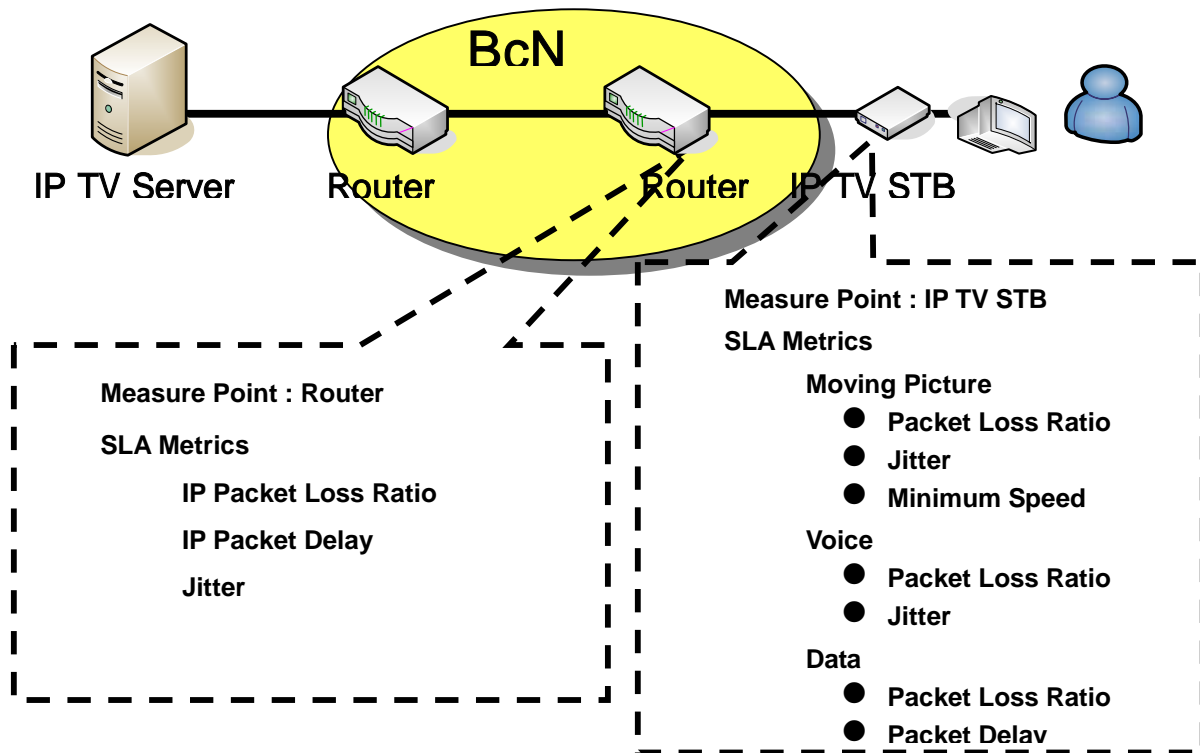 BcN
IP TV Server
Router
Router
IP TV STB
Measure Point : Router
SLA Metrics
IP Packet Loss Ratio
IP Packet Delay
Jitter
Measure Point : IP TV STB
SLA Metrics
Moving Picture
● Packet Loss Ratio
● Jitter
● Minimum Speed
Voice
● Packet Loss Ratio
● Jitter
Data
● Packet Loss Ratio
● Packet Delay